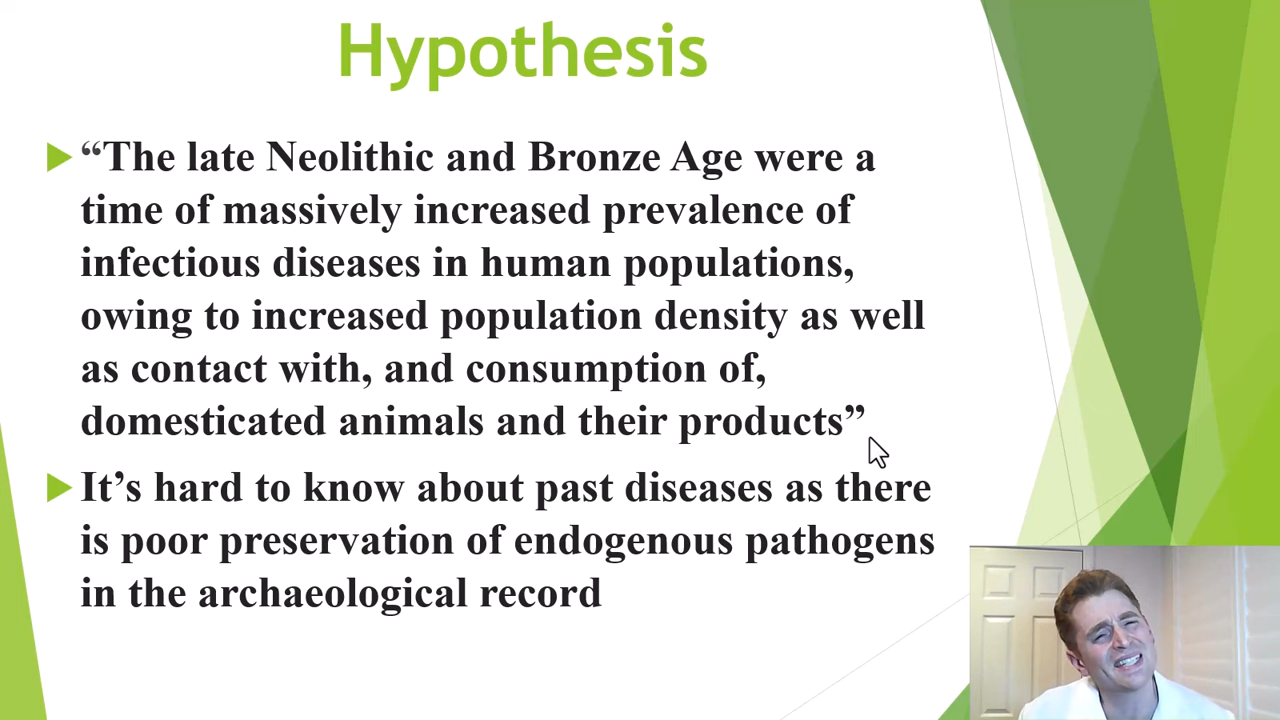 Hypothesis
“The late Neolithic and Bronze Age were a
time of massively increased prevalence of
infectious diseases in human populations,
owing to increased population density as well
as contact with, and consumption of,
domesticated animals and their products”
It’s hard to know about past diseases as there
is poor preservation of endogenous pathogens
in the archaeological record